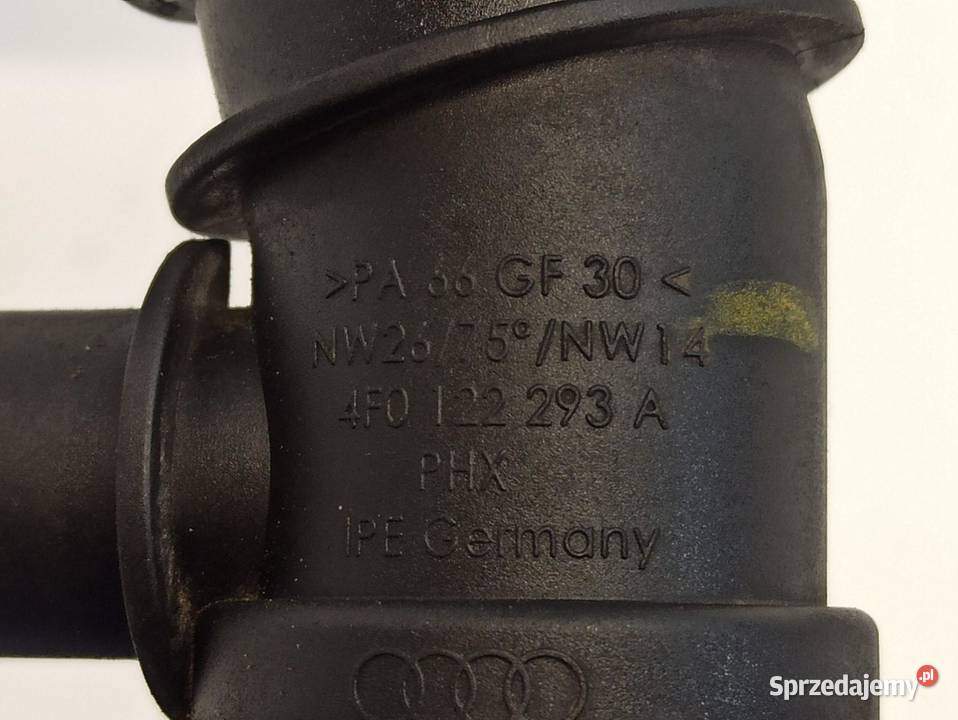 >PA 66 GF 30<
NW26/75°/NW14
4F0 122 293 A
PHX
IPE Germany
Sprzedajemy.pl